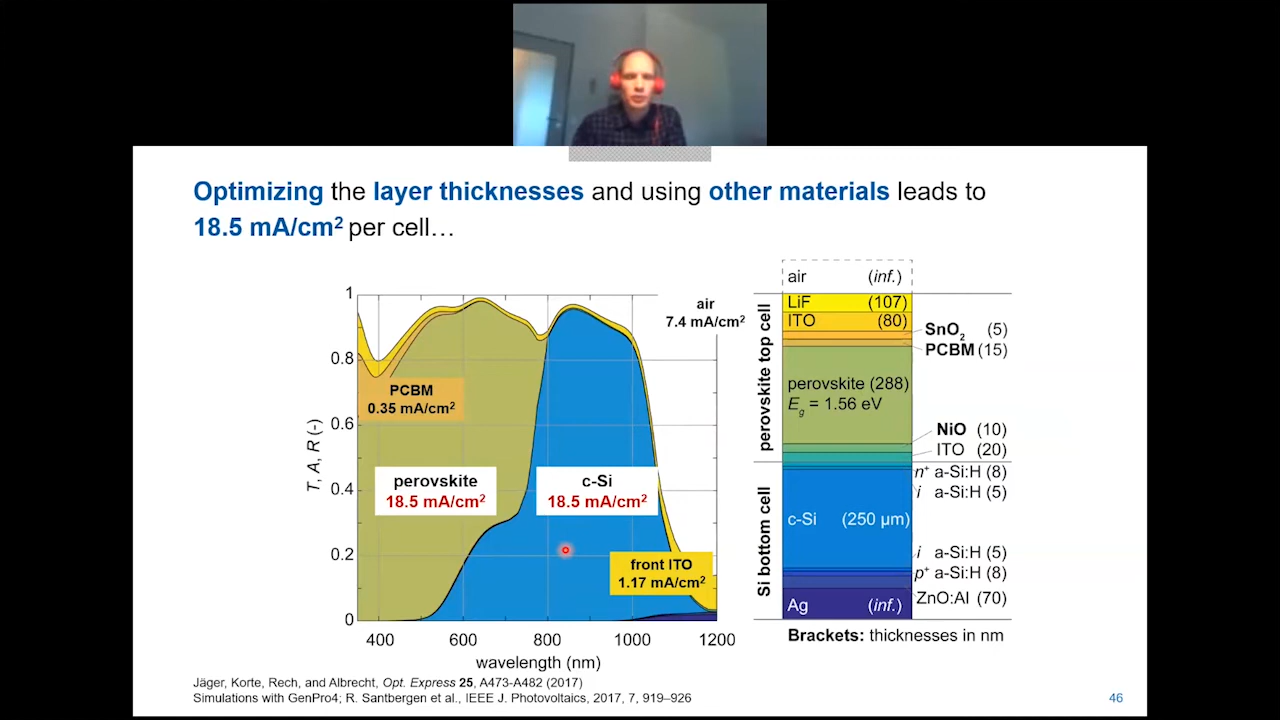 Optimizing the layer thicknesses and using other materials leads to
18.5 mA/cm² per cell…
T, A, R (-)
1
0.8
0.6
0.4
0.2
0
400
600
800
1000
1200
wavelength (nm)
air
7.4 mA/cm²
PCBM
0.35 mA/cm²
perovskite
18.5 mA/cm²
c-Si
18.5 mA/cm²
front ITO
1.17 mA/cm²
perovskite top cell
Si bottom cell
air (inf.)
LiF (107)
ITO (80)
SnO₂ (5)
PCBM (15)
perovskite (288)
E_g = 1.56 eV
NiO (10)
ITO (20)
n⁺ a-Si:H (8)
i a-Si:H (5)
c-Si (250 µm)
i a-Si:H (5)
p⁺ a-Si:H (8)
ZnO:Al (70)
Ag (inf.)
Brackets: thicknesses in nm
Jäger, Korte, Rech, and Albrecht, Opt. Express 25, A473-A482 (2017)
Simulations with GenPro4; R. Santbergen et al., IEEE J. Photovoltaics, 2017, 7, 919–926
46